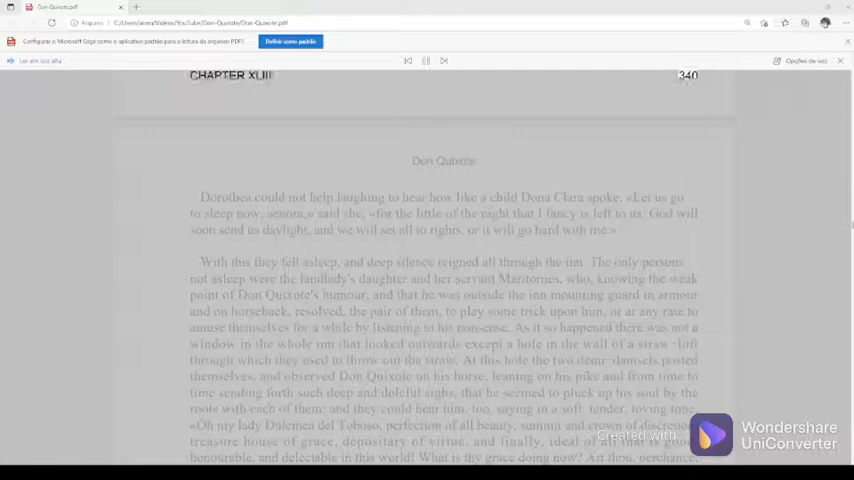 Don-Quixote.pdf
Arquivo
C:/Users/acera/Videos/YouTube/Don-Quixote/Don-Quixote.pdf
Configurar o Microsoft Edge como o aplicativo padrão para a leitura de arquivos PDF?
Definir como padrão
Ler em voz alta
Opções de voz
CHAPTER XLIII
340
Don Quixote
Dorothea could not help laughing to hear how like a child Dona Clara spoke. «Let us go
to sleep now, senora,» said she, «for the little of the night that I fancy is left to us: God will
soon send us daylight, and we will set all to rights, or it will go hard with me.»
With this they fell asleep, and deep silence reigned all through the inn. The only persons
not asleep were the landlady's daughter and her servant Maritornes, who, knowing the weak
point of Don Quixote's humour, and that he was outside the inn mounting guard in armour
and on horseback, resolved, the pair of them, to play some trick upon him, or at any rate to
amuse themselves for a while by listening to his nonsense. As it so happened there was not a
window in the whole inn that looked outwards except a hole in the wall of a straw-loft
through which they used to throw out the straw. At this hole the two demi-damsels posted
themselves, and observed Don Quixote on his horse, leaning on his pike and from time to
time sending forth such deep and doleful sighs, that he seemed to pluck up his soul by the
roots with each of them; and they could hear him, too, saying in a soft, tender, loving tone,
«Oh my lady Dulcinea del Toboso, perfection of all beauty, summit and crown of discretion,
treasure house of grace, depositary of virtue, and finally, ideal of all that is good,
honourable, and delectable in this world! What is thy grace doing now? Art thou, perchance,
Created with
Wondershare
UniConverter